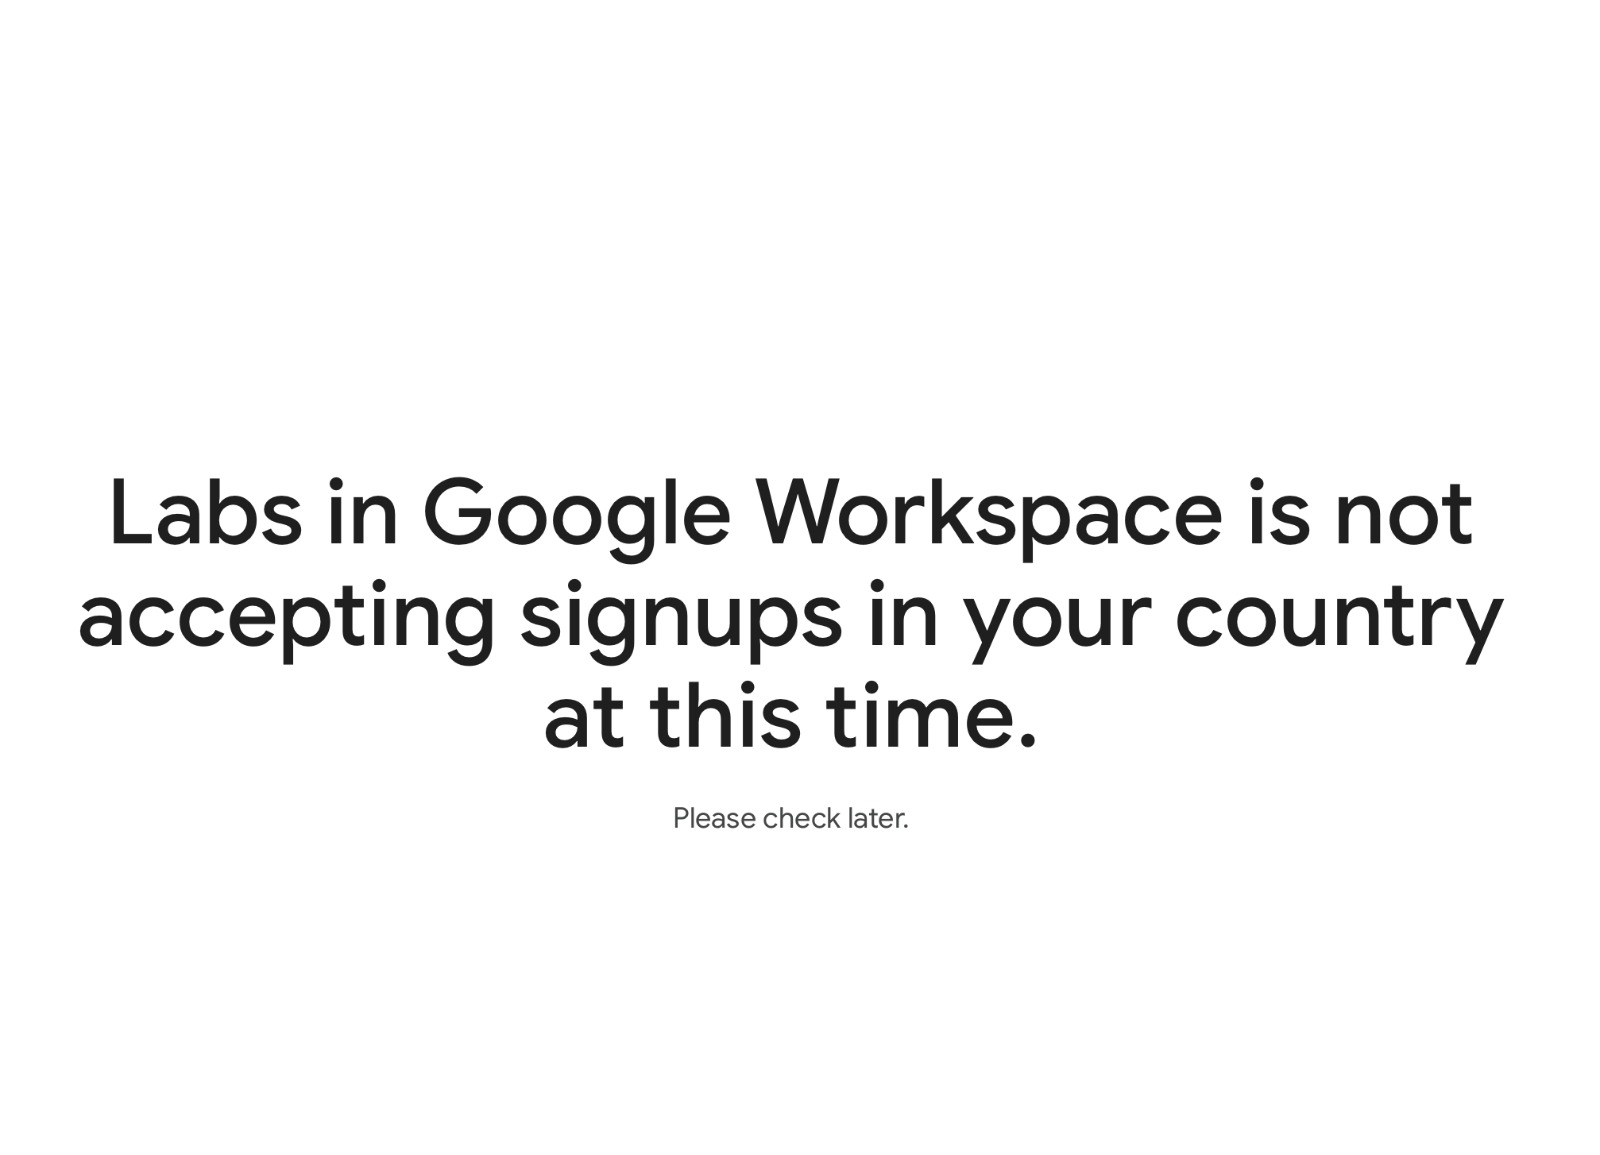 Labs in Google Workspace is not
accepting signups in your country
at this time.
Please check later.